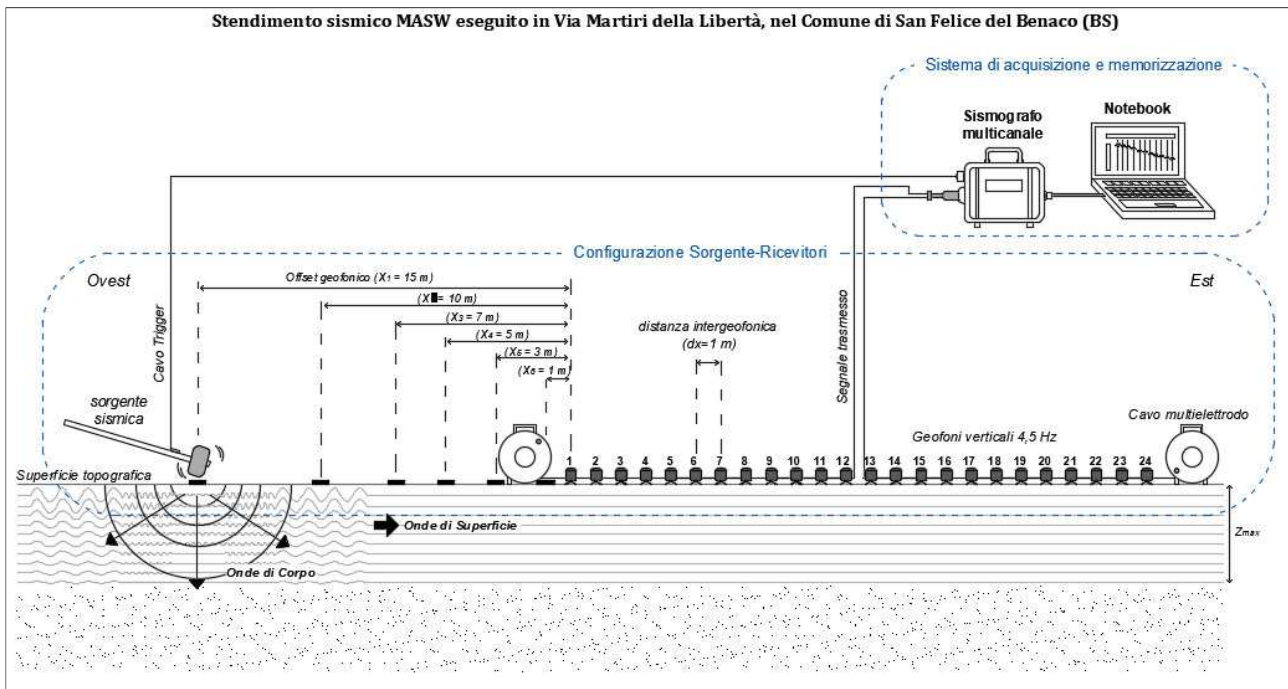 Stendimento sismico MASW eseguito in Via Martiri della Libertà, nel Comune di San Felice del Benaco (BS)
Sistema di acquisizione e memorizzazione
Sismografo
multicanale
Notebook
Configurazione Sorgente-Ricevitori
Ovest
Est
Offset geofonico (X1 = 15 m)
= 10 m)
(X3 = 7 m)
(X4 = 5 m)
(X5 = 3 m)
(X6 = 1 m)
distanza intergeofonica
(dx=1 m)
Cavo Trigger
Segnale trasmesso
sorgente
sismica
Cavo multielettrodo
Geofoni verticali 4,5 Hz
1 2 3 4 5 6 7 8 9 10 11 12 13 14 15 16 17 18 19 20 21 22 23 24
Superficie topografica
Onde di Superficie
Zmax
Onde di Corpo